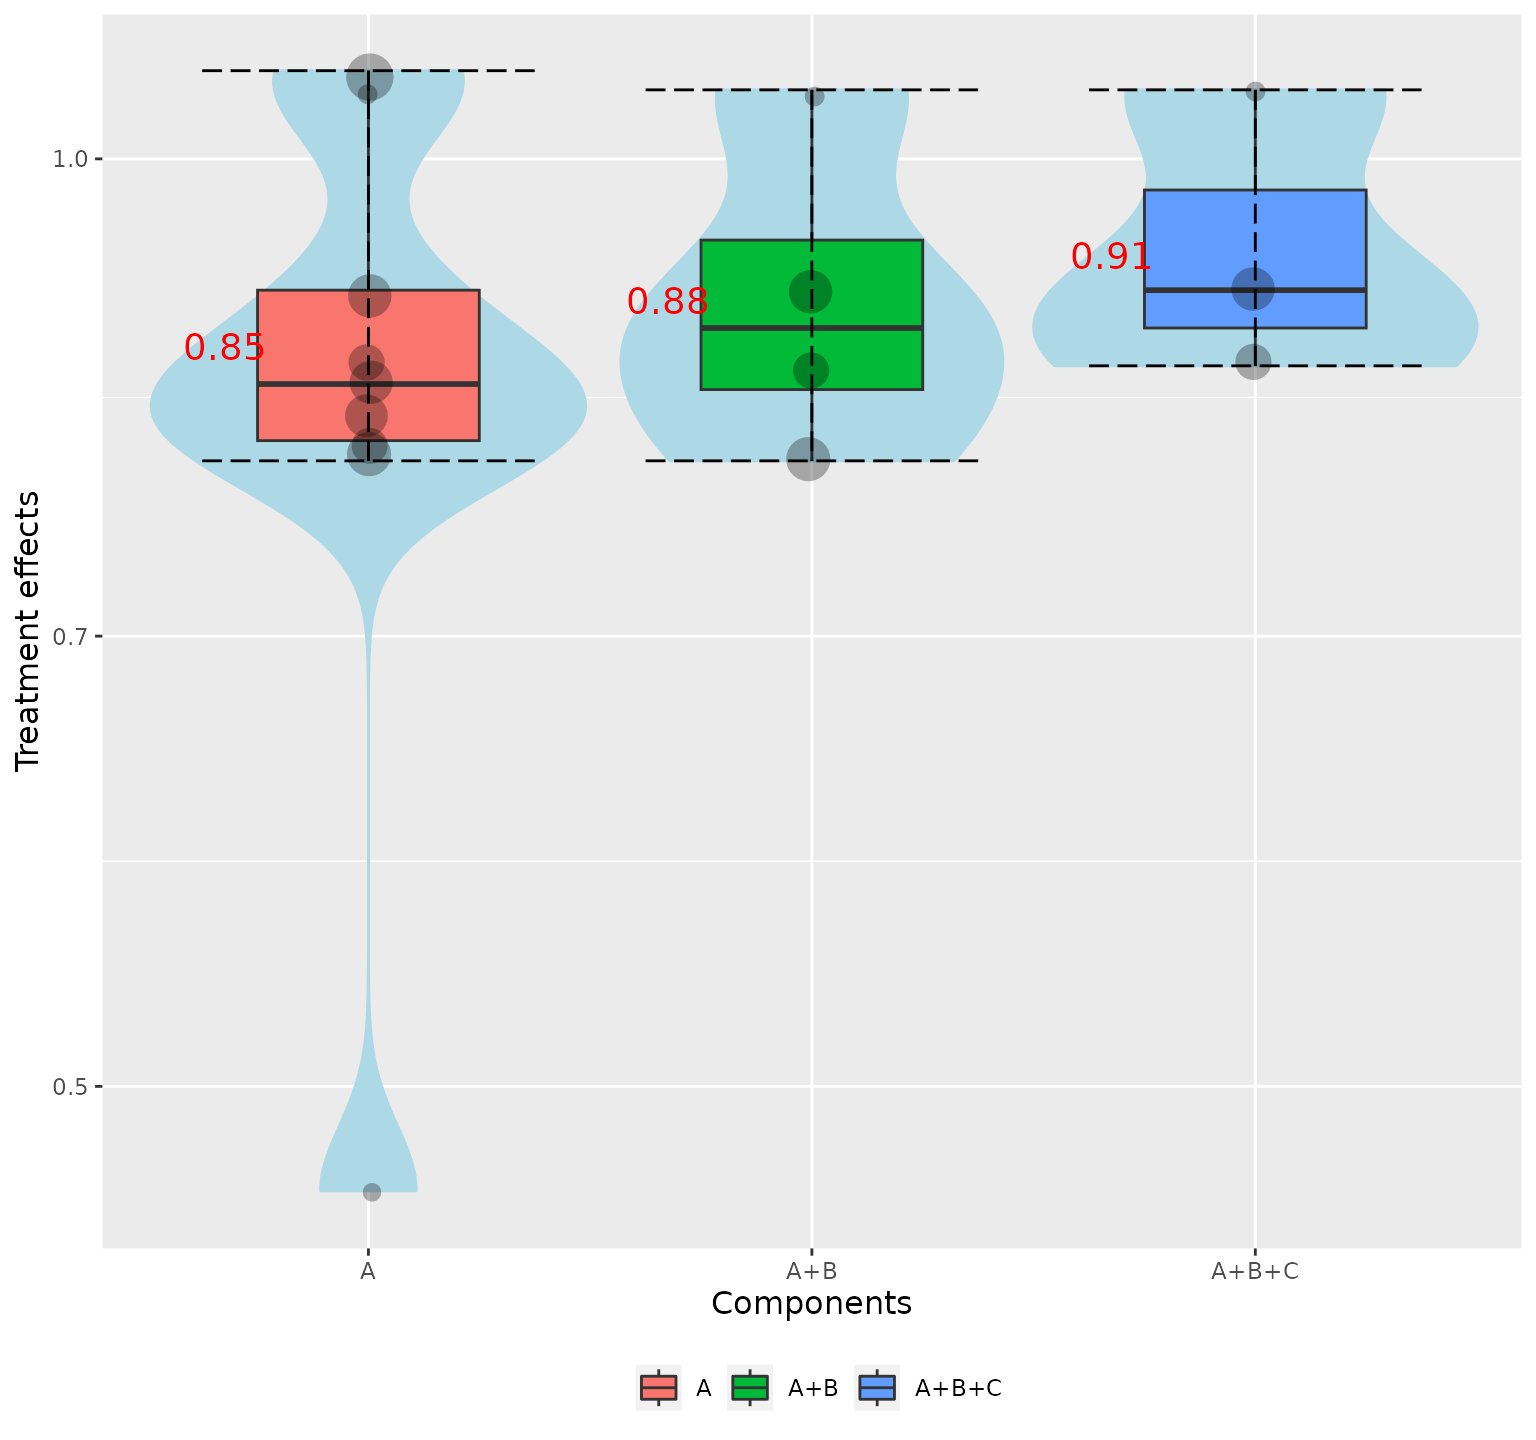 Treatment effects
1.0
0.7
0.5
0.85
0.88
0.91
A
A+B
A+B+C
Components
A
A+B
A+B+C